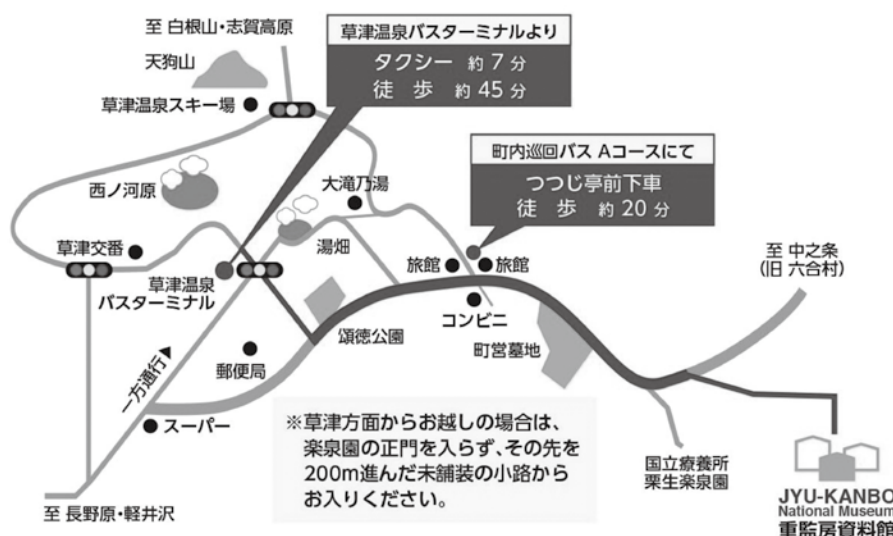 至 白根山・志賀高原
天狗山
草津温泉スキー場
草津温泉バスターミナルより
タクシー 約 7 分
徒 歩 約 45 分
町内巡回バス Aコースにて
つつじ亭前下車
徒 歩 約 20 分
西ノ河原
大滝乃湯
湯畑
草津交番
草津温泉
バスターミナル
旅館
旅館
至 中之条
(旧 六合村)
コンビニ
頌徳公園
町営墓地
郵便局
一方通行▶
スーパー
※草津方面からお越しの場合は、
楽泉園の正門を入らず、その先を
200m進んだ未舗装の小路から
お入りください。
国立療養所
栗生楽泉園
至 長野原・軽井沢
JYU-KANBO
National Museum
重監房資料館